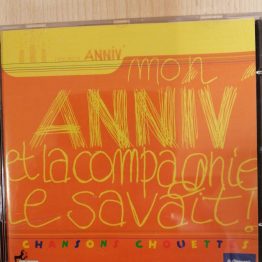 ANNIV'
mon
ANNIV
et la compagnie
le savait!
CHANSONS CHOUETTES